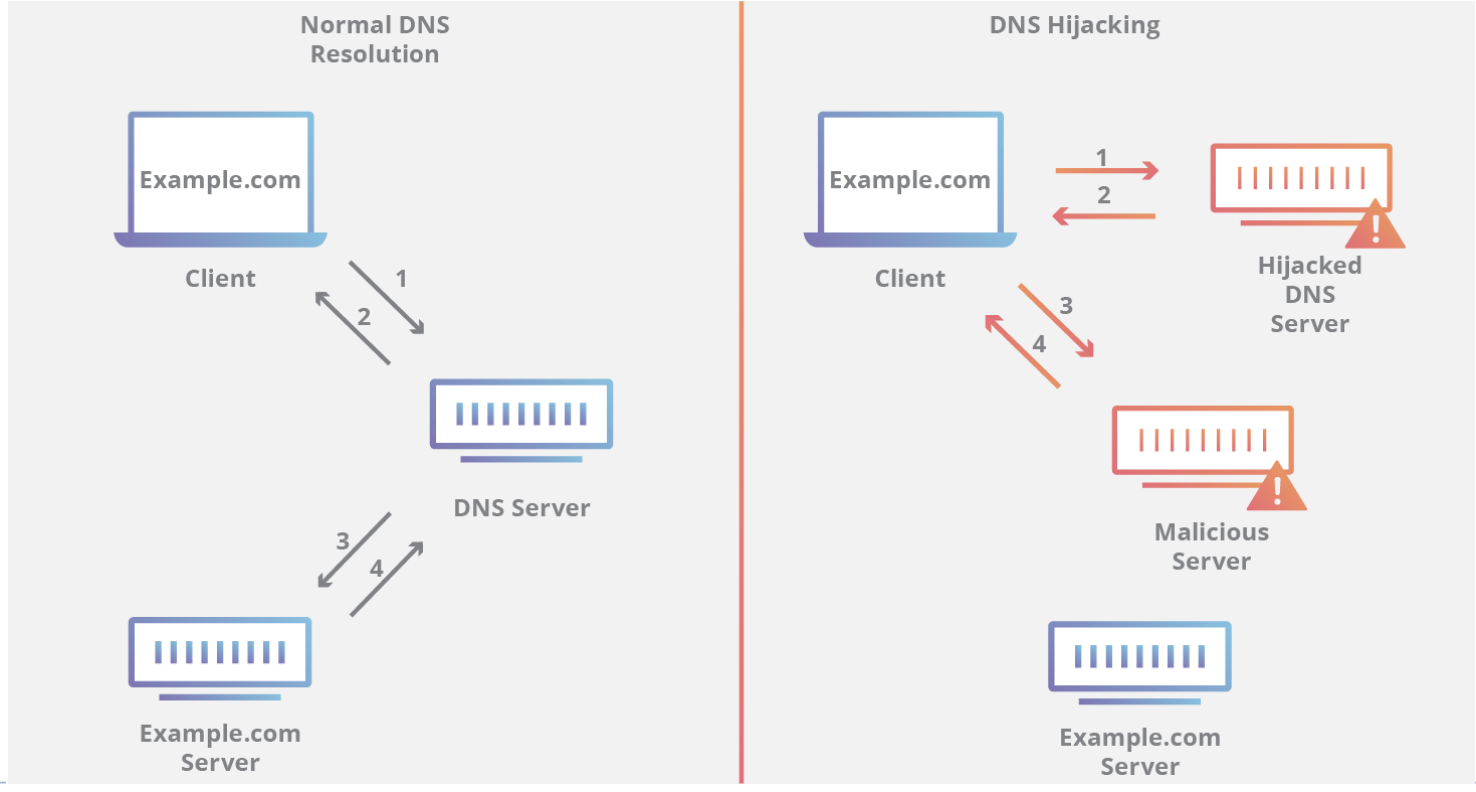 Normal DNS
Resolution
Example.com
Client
1
2
DNS Server
3
4
Example.com
Server
DNS Hijacking
Example.com
Client
1
2
Hijacked
DNS
Server
3
4
Malicious
Server
Example.com
Server